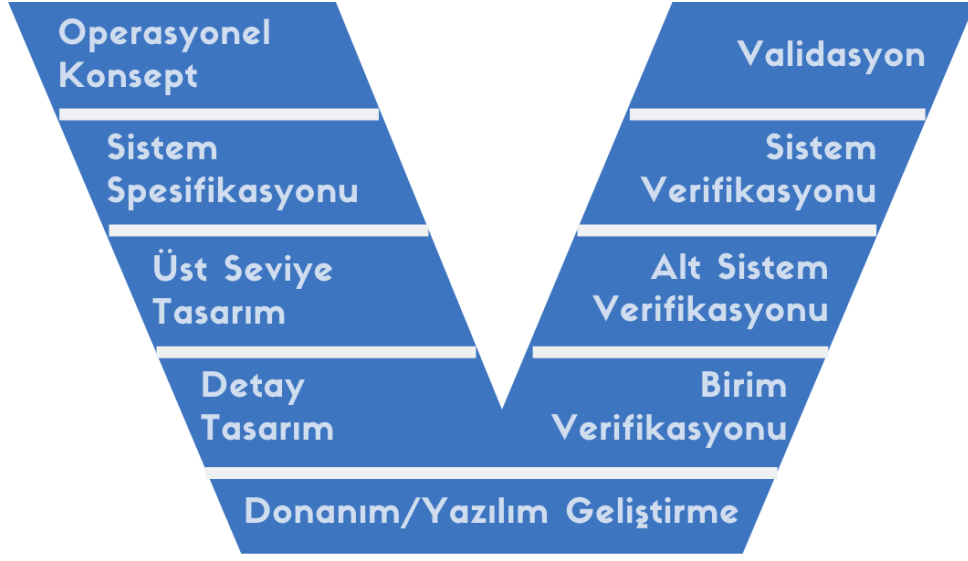 Operasyonel
Konsept
Sistem
Spesifikasyonu
Üst Seviye
Tasarım
Detay
Tasarım
Donanım/Yazılım Geliştirme
Birim
Verifikasyonu
Alt Sistem
Verifikasyonu
Sistem
Verifikasyonu
Validasyon